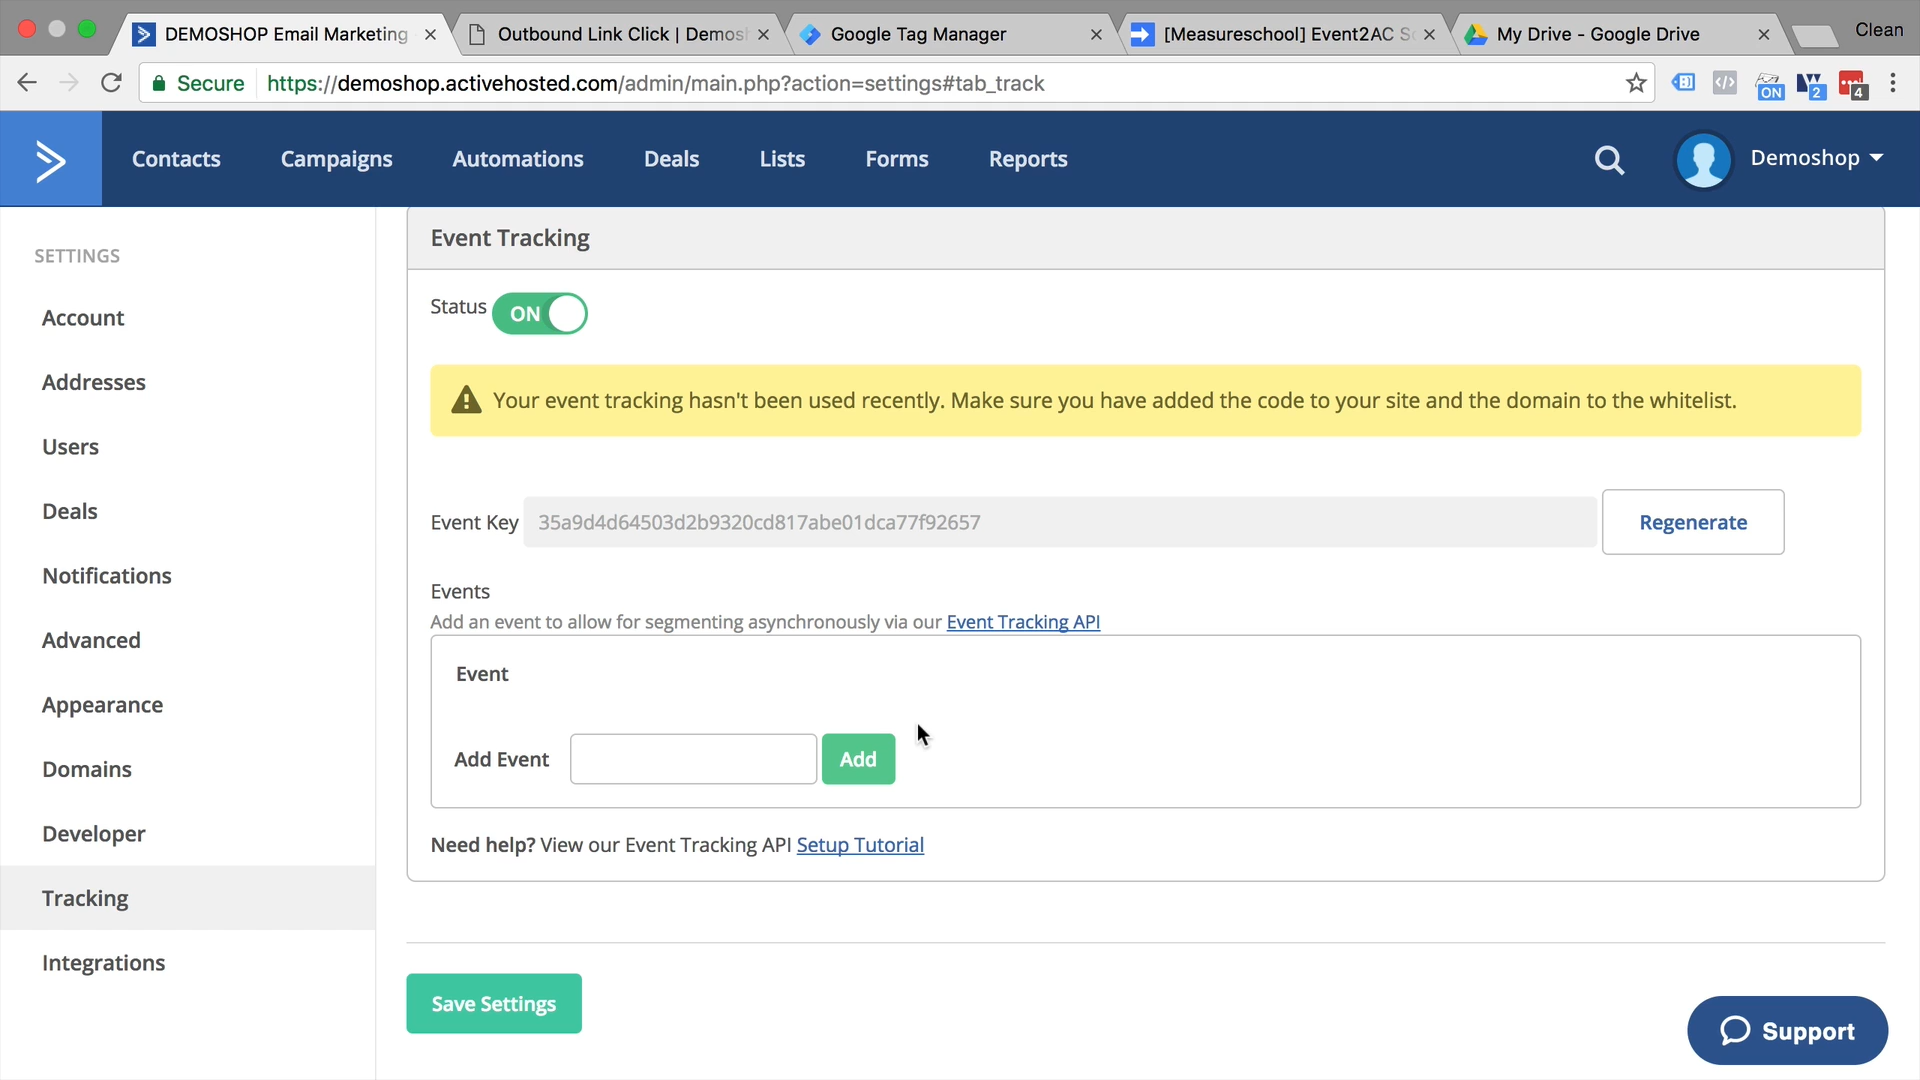 DEMOSHOP Email Marketing
Outbound Link Click | Demosh
Google Tag Manager
[Measureschool] Event2AC Sc
My Drive - Google Drive
Clean
Secure
https://demoshop.activehosted.com/admin/main.php?action=settings#tab_track
ON
2
4
Contacts
Campaigns
Automations
Deals
Lists
Forms
Reports
Demoshop
SETTINGS
Account
Addresses
Users
Deals
Notifications
Advanced
Appearance
Domains
Developer
Tracking
Integrations
Event Tracking
Status ON
Your event tracking hasn't been used recently. Make sure you have added the code to your site and the domain to the whitelist.
Event Key 35a9d4d64503d2b9320cd817abe01dca77f92657 Regenerate
Events
Add an event to allow for segmenting asynchronously via our Event Tracking API
Event
Add Event Add
Need help? View our Event Tracking API Setup Tutorial
Save Settings
Support